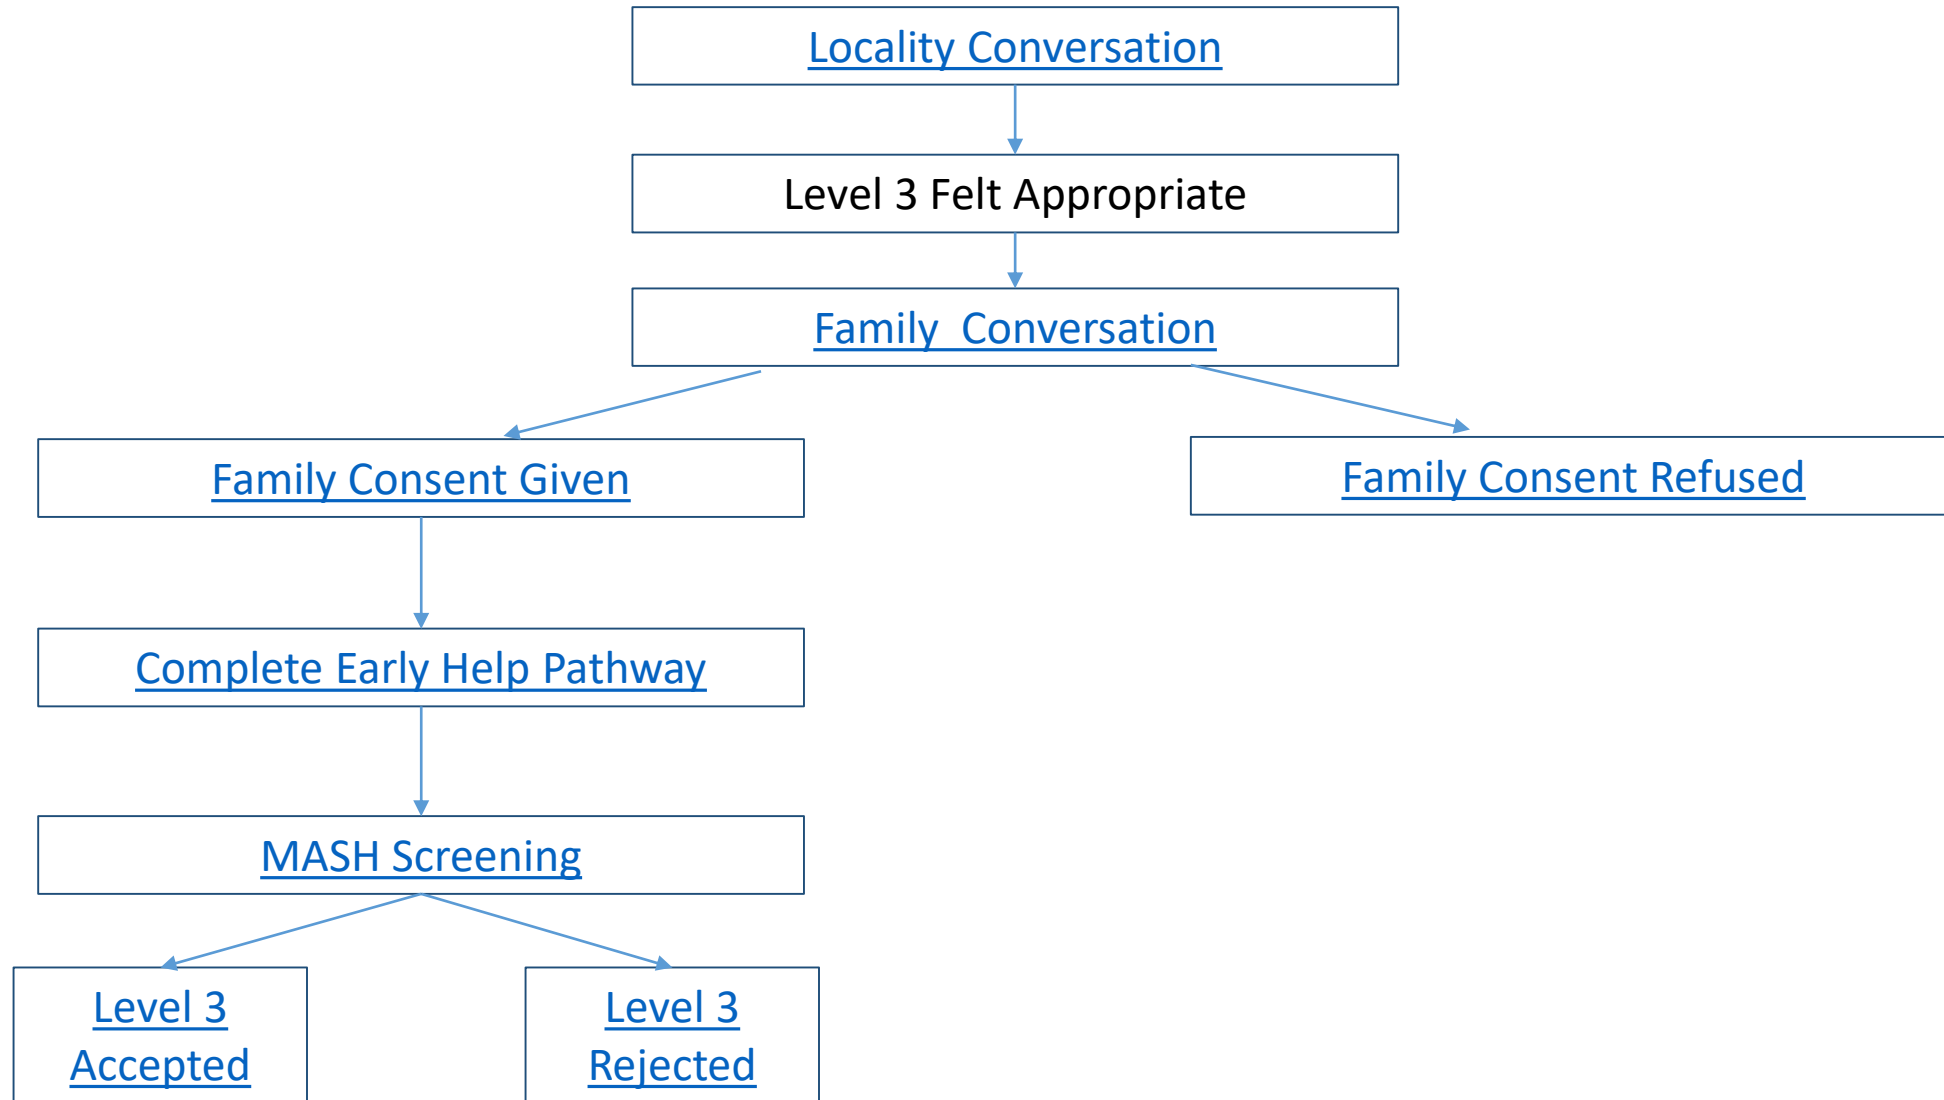 Locality Conversation
Level 3 Felt Appropriate
Family  Conversation
Family Consent Given
Family Consent Refused
Complete Early Help Pathway
MASH Screening
Level 3
Accepted
Level 3
Rejected